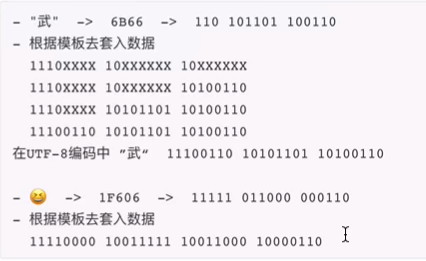 - "武" -> 6B66 -> 110 101101 100110
- 根据模板去套入数据
1110XXXX 10XXXXXX 10XXXXXX
1110XXXX 10XXXXXX 10100110
1110XXXX 10101101 10100110
11100110 10101101 10100110
在UTF-8编码中 "武" 11100110 10101101 10100110
- 😆 -> 1F606 -> 11111 011000 000110
- 根据模板去套入数据
11110000 10011111 10011000 10000110